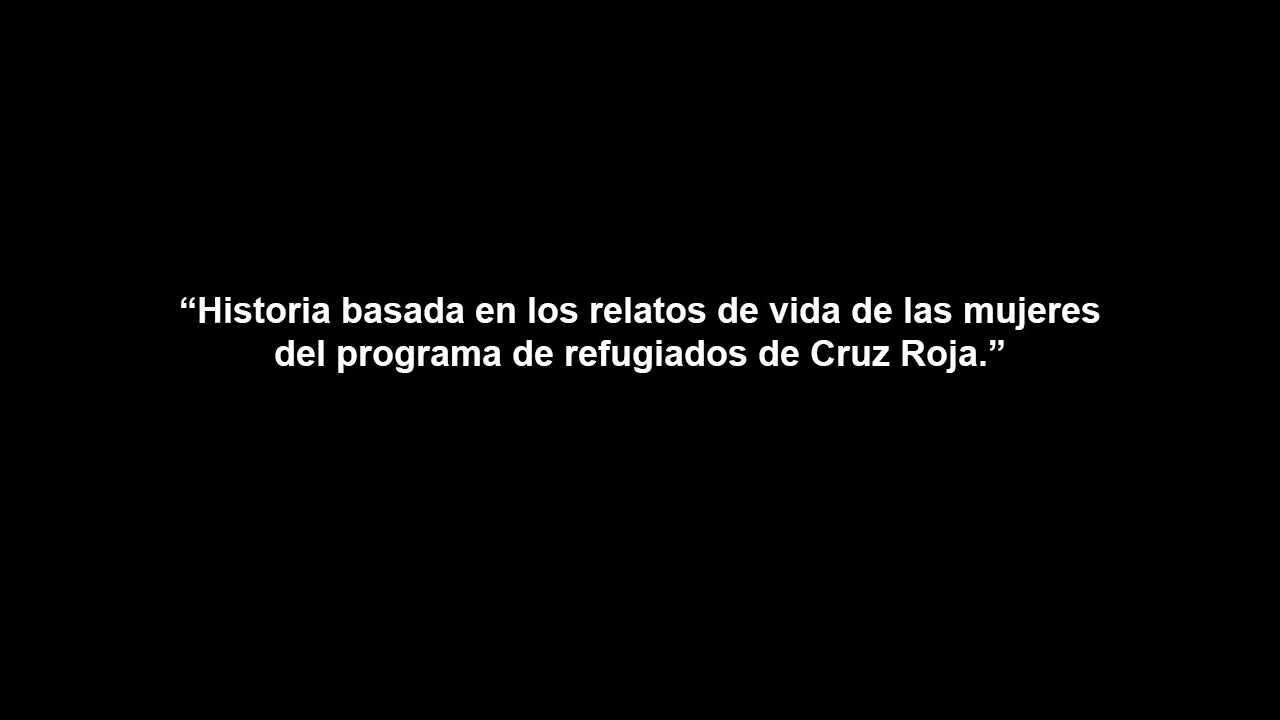 “Historia basada en los relatos de vida de las mujeres
del programa de refugiados de Cruz Roja.”